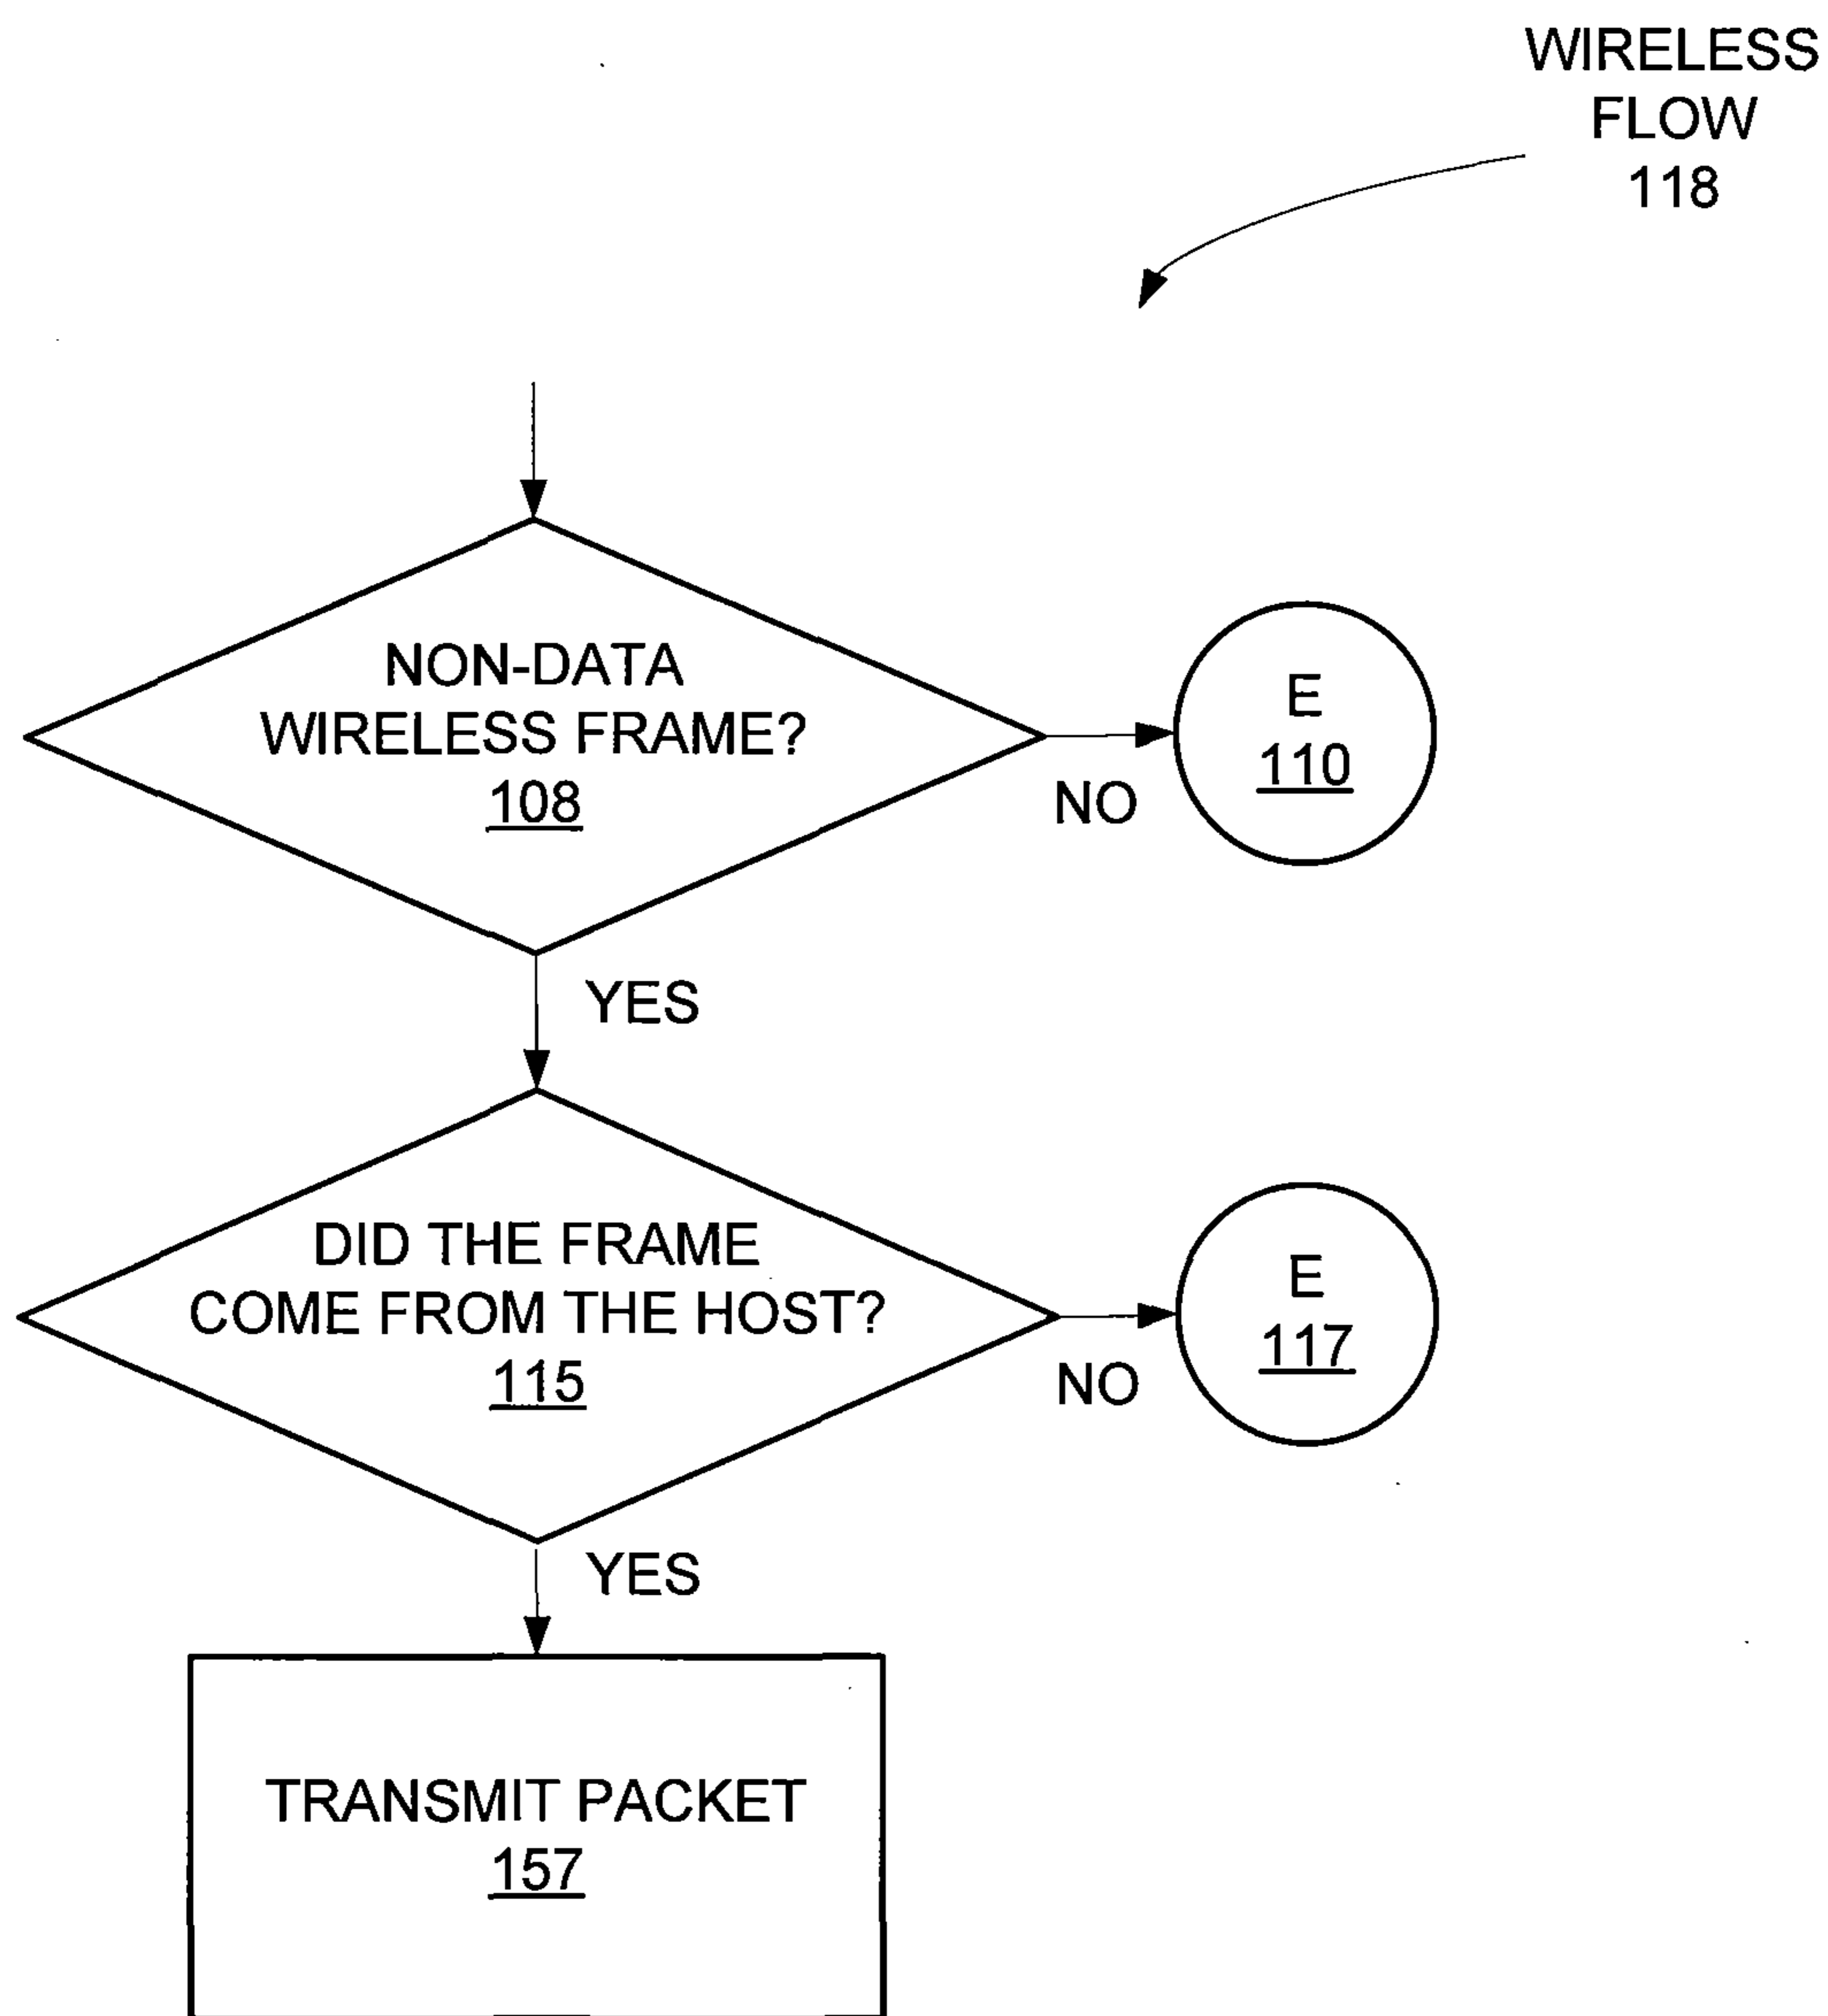 WIRELESS
FLOW
118
NON-DATA
WIRELESS FRAME?
108
NO
E
110
YES
DID THE FRAME
COME FROM THE HOST?
115
NO
E
117
YES
TRANSMIT PACKET
157